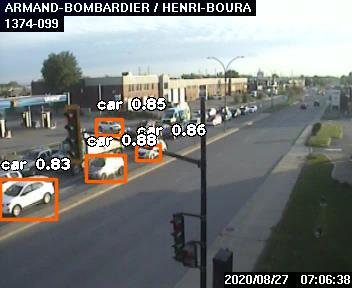 ARMAND-BOMBARDIER / HENRI-BOURA
1374-099
car 0.85
car 0.86
car 0.88
car 0.83
2020/08/27 07:06:38